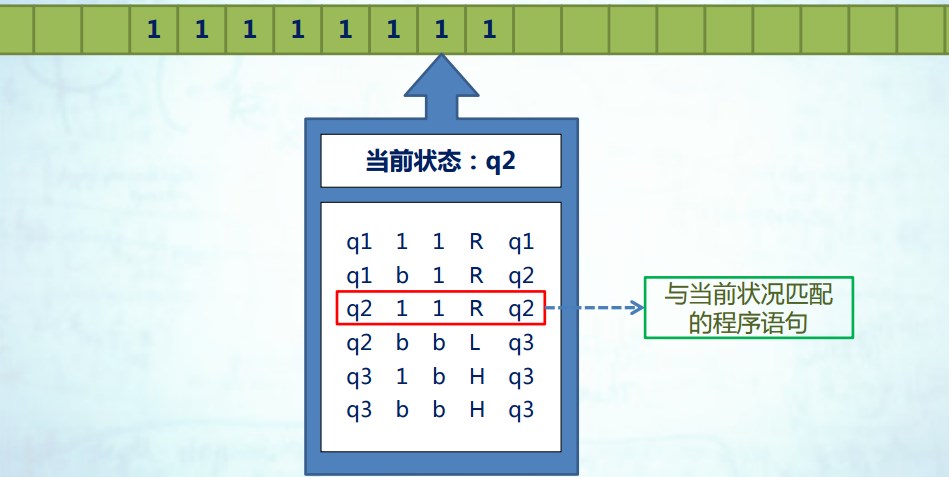 1 1 1 1 1 1 1 1
当前状态：q2
q1 1 1 R q1
q1 b 1 R q2
q2 1 1 R q2
q2 b b L q3
q3 1 b H q3
q3 b b H q3
与当前状况匹配
的程序语句